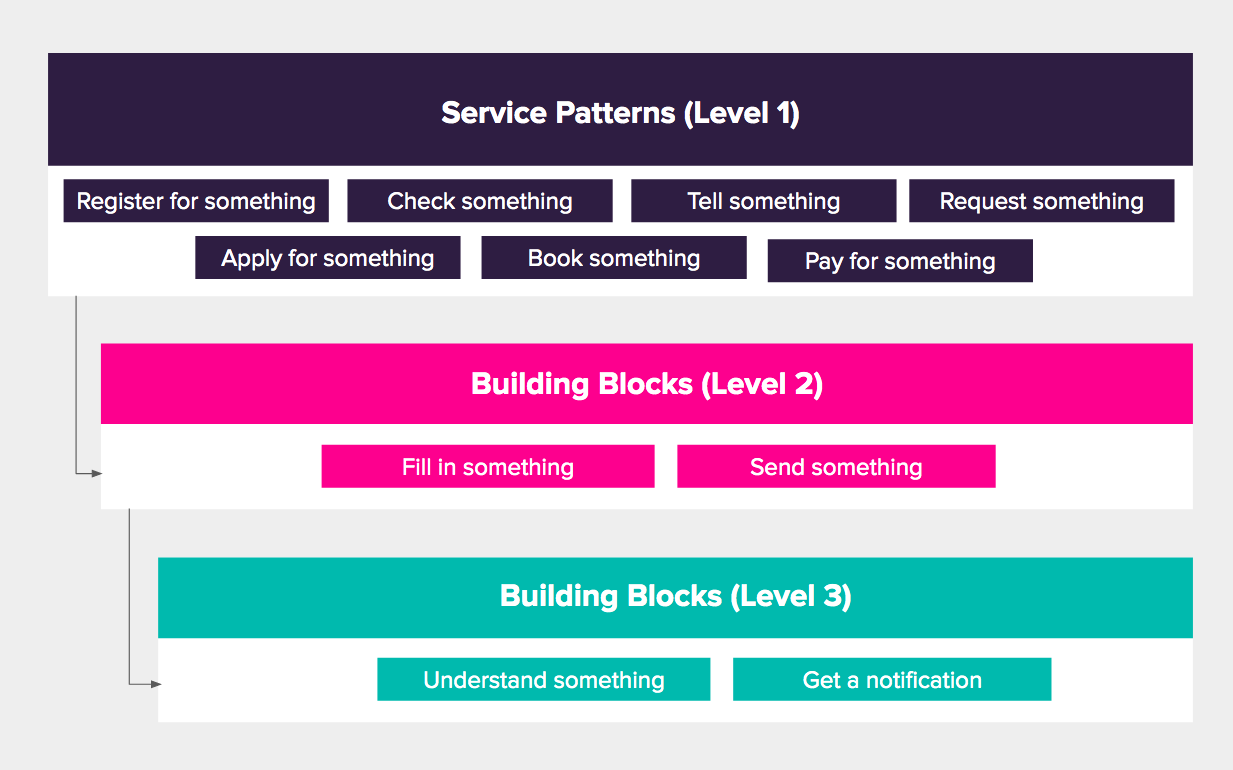 Service Patterns (Level 1)
Register for something
Check something
Tell something
Request something
Apply for something
Book something
Pay for something
Building Blocks (Level 2)
Fill in something
Send something
Building Blocks (Level 3)
Understand something
Get a notification